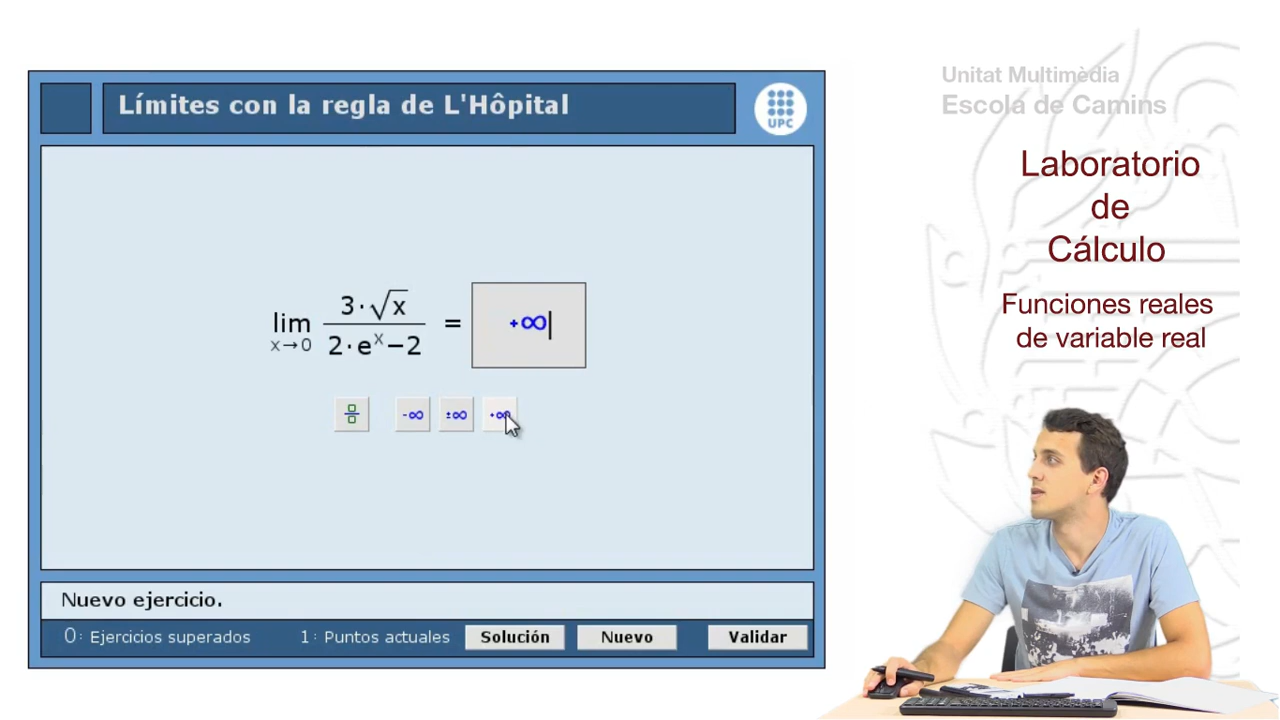 Límites con la regla de L'Hôpital
UPC
lim x→0 3·√x / 2·eˣ−2 = +∞
-∞ ±∞ +∞
Nuevo ejercicio.
0: Ejercicios superados
1: Puntos actuales
Solución
Nuevo
Validar
Unitat Multimèdia
Escola de Camins
Laboratorio
de
Cálculo
Funciones reales
de variable real